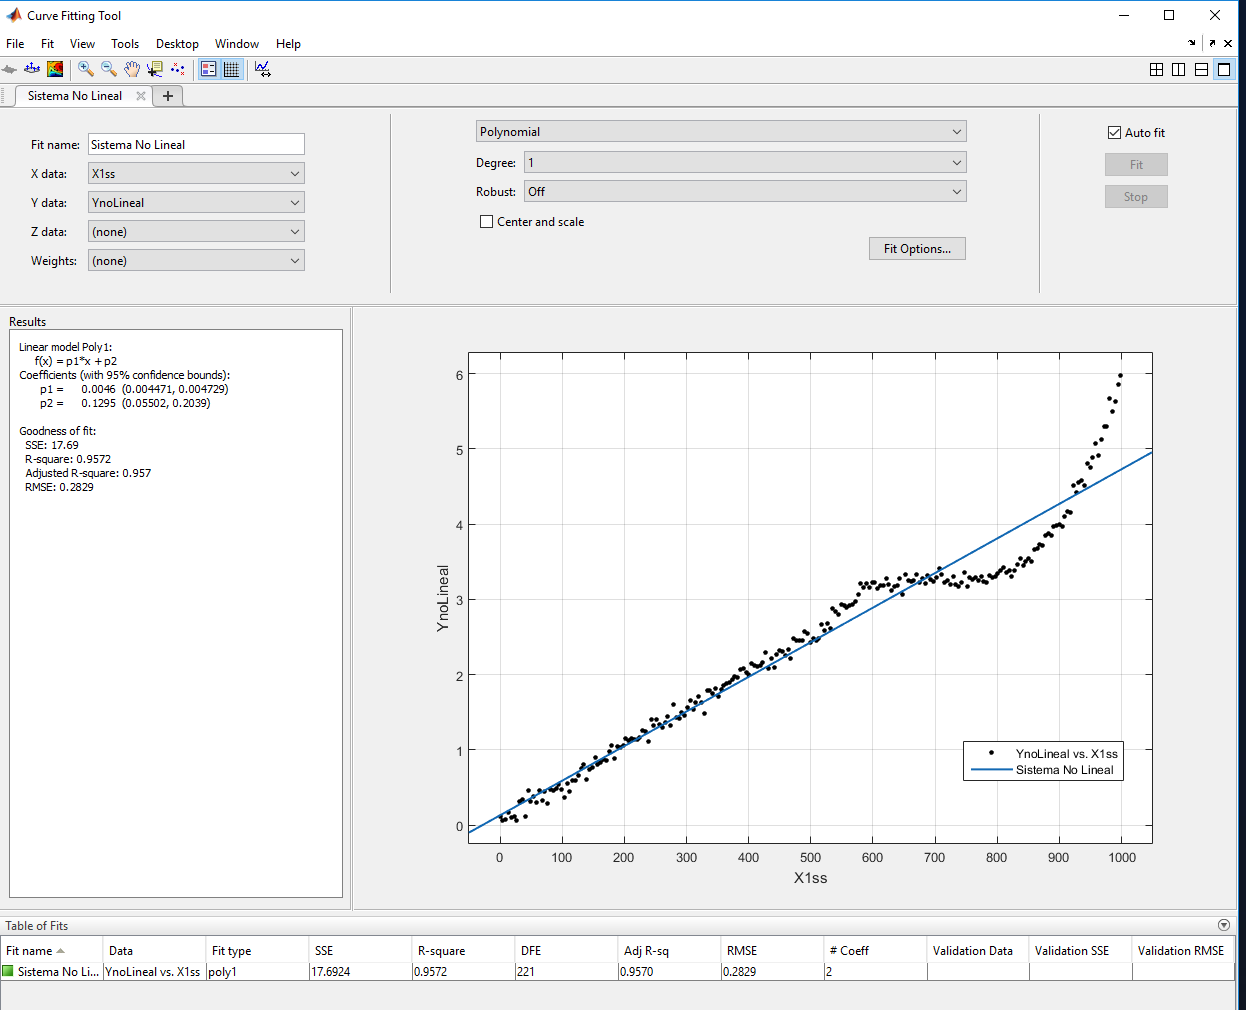 Curve Fitting Tool
File Fit View Tools Desktop Window Help
Sistema No Lineal
Fit name: Sistema No Lineal
X data: X1ss
Y data: YnoLineal
Z data: (none)
Weights: (none)
Polynomial
Degree: 1
Robust: Off
Center and scale
Fit Options...
Auto fit
Fit
Stop
Results
Linear model Poly1:
f(x) = p1*x + p2
Coefficients (with 95% confidence bounds):
p1 = 0.0046 (0.004471, 0.004729)
p2 = 0.1295 (0.05502, 0.2039)
Goodness of fit:
SSE: 17.69
R-square: 0.9572
Adjusted R-square: 0.957
RMSE: 0.2829
6
5
4
3
2
1
0
YnoLineal
0 100 200 300 400 500 600 700 800 900 1000
X1ss
YnoLineal vs. X1ss
Sistema No Lineal
Table of Fits
Fit name Data Fit type SSE R-square DFE Adj R-sq RMSE # Coeff Validation Data Validation SSE Validation RMSE
Sistema No Li... YnoLineal vs. X1ss poly1 17.6924 0.9572 221 0.9570 0.2829 2